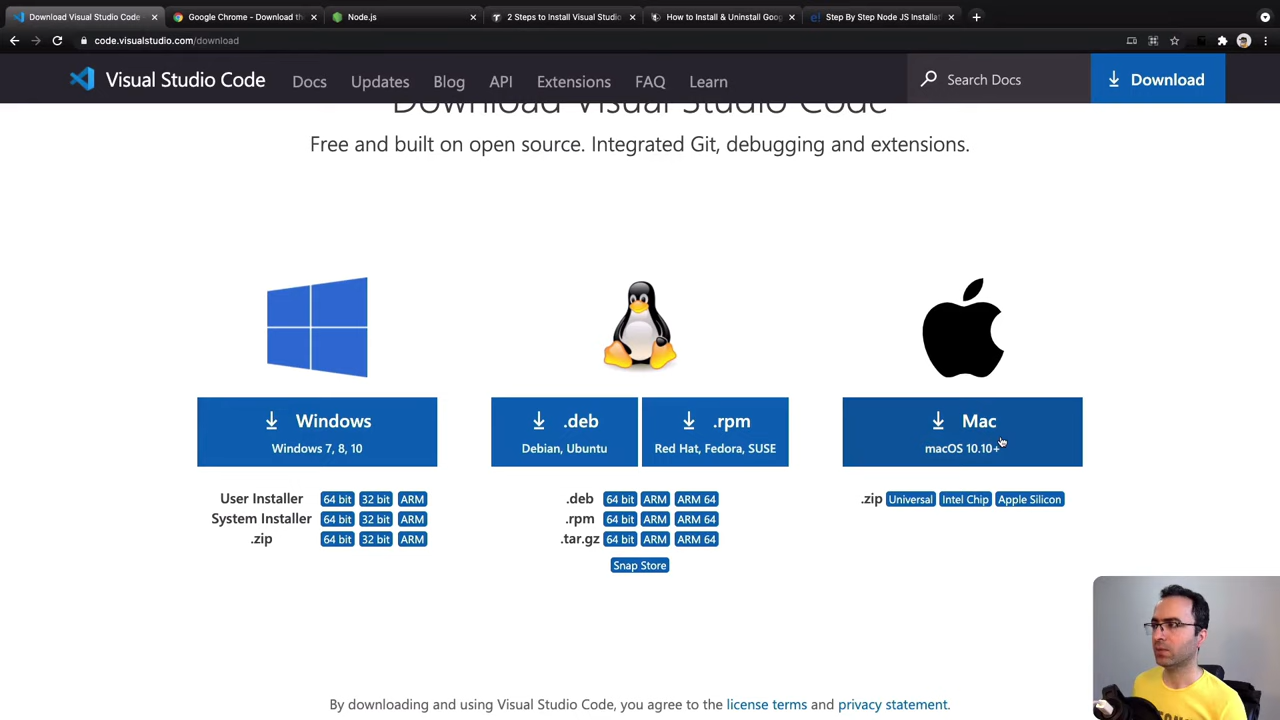 Download Visual Studio Code
Google Chrome - Download th
Node.js
2 Steps to Install Visual Studio
How to Install & Uninstall Goog
Step By Step Node JS Installat
code.visualstudio.com/download
Visual Studio Code
Docs
Updates
Blog
API
Extensions
FAQ
Learn
Search Docs
Download
Download Visual Studio Code
Free and built on open source. Integrated Git, debugging and extensions.
Windows
Windows 7, 8, 10
.deb
Debian, Ubuntu
.rpm
Red Hat, Fedora, SUSE
Mac
macOS 10.10+
User Installer 64 bit 32 bit ARM
System Installer 64 bit 32 bit ARM
.zip 64 bit 32 bit ARM
.deb 64 bit ARM ARM 64
.rpm 64 bit ARM ARM 64
.tar.gz 64 bit ARM ARM 64
Snap Store
.zip Universal Intel Chip Apple Silicon
By downloading and using Visual Studio Code, you agree to the license terms and privacy statement.